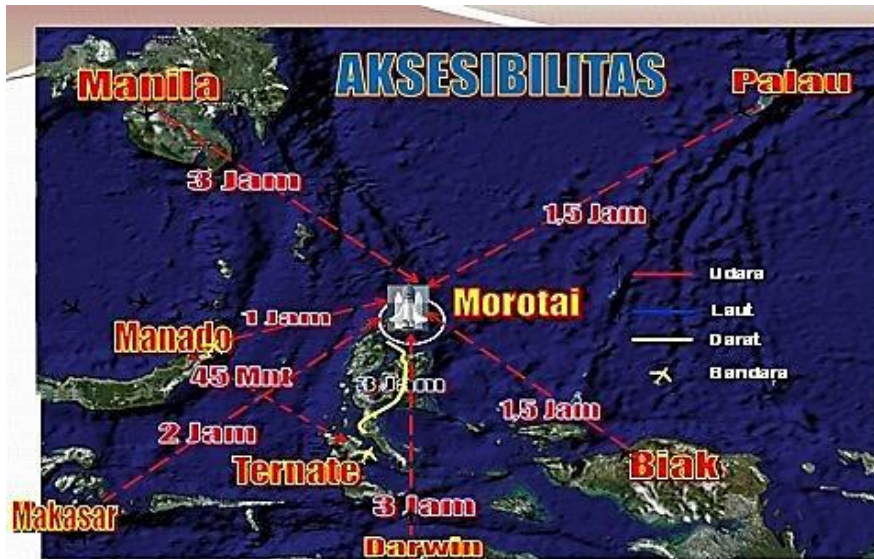 AKSESIBILITAS
Manila
Palau
3 Jam
1,5 Jam
Udara
Morotai
Laut
1 Jam
Manado
Darat
45 Mnt
3 Jam
Bandara
2 Jam
1,5 Jam
Ternate
Biak
Makasar
3 Jam
Darwin